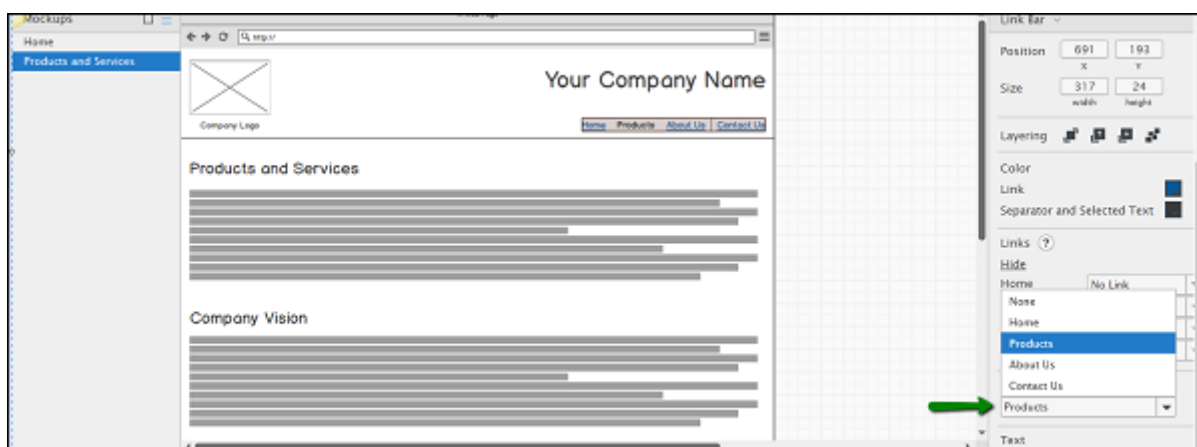 Mockups
Home
Products and Services
http://
Your Company Name
Company Logo
Home Products About Us Contact Us
Products and Services
Company Vision
Link Bar
Position 691 193
X Y
Size 317 24
width height
Layering
Color
Link
Separator and Selected Text
Links ?
Hide
Home No Link
None
Home
Products
About Us
Contact Us
Products
Text